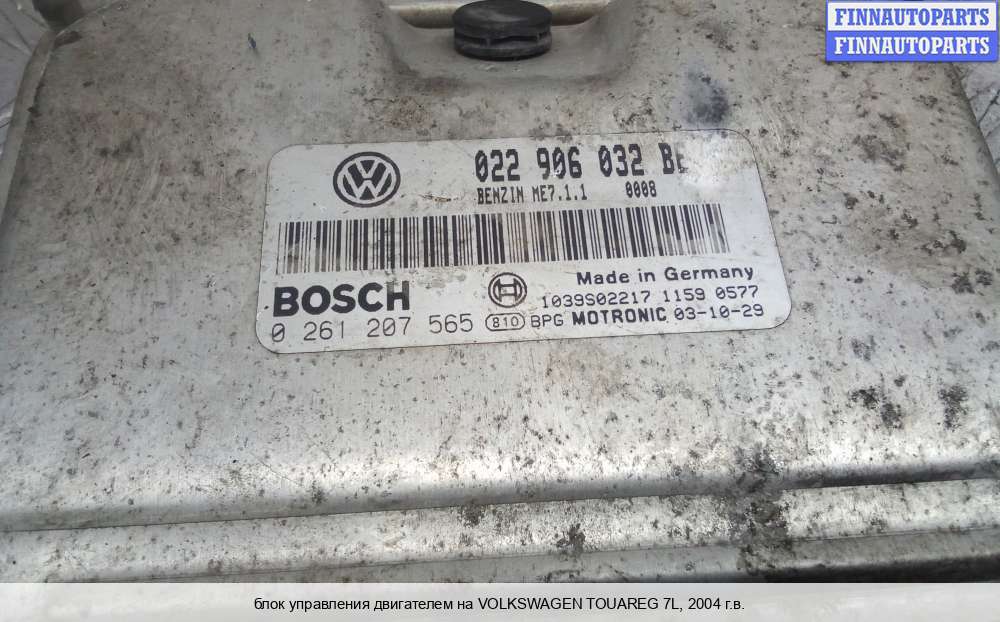 FINNAUTOPARTS
FINNAUTOPARTS
022 906 032 BE
BENZIN ME7.1.1 0008
Made in Germany
BOSCH
1039S02217 1159 0577
0 261 207 565 810 BPG MOTRONIC 03-10-29
блок управления двигателем на VOLKSWAGEN TOUAREG 7L, 2004 г.в.